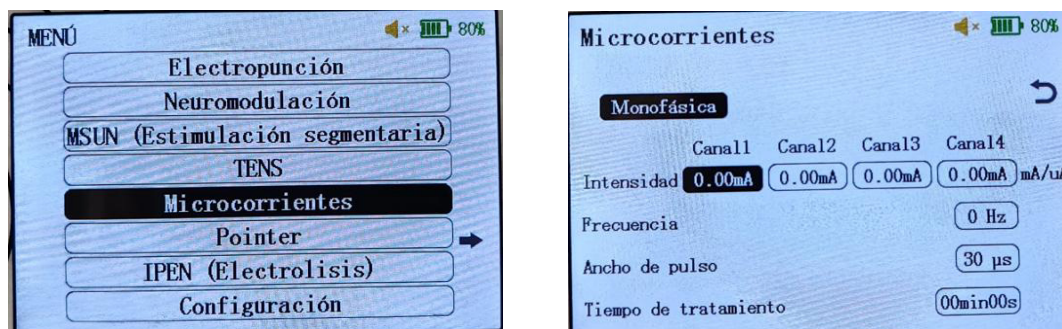 MENÚ
80%
Electropunción
Neuromodulación
MSUN (Estimulación segmentaria)
TENS
Microcorrientes
Pointer
IPEN (Electrolisis)
Configuración
Microcorrientes
80%
Monofásica
Canal1 Canal2 Canal3 Canal4
Intensidad 0.00mA 0.00mA 0.00mA 0.00mA mA/uA
Frecuencia 0 Hz
Ancho de pulso 30 µs
Tiempo de tratamiento 00min00s